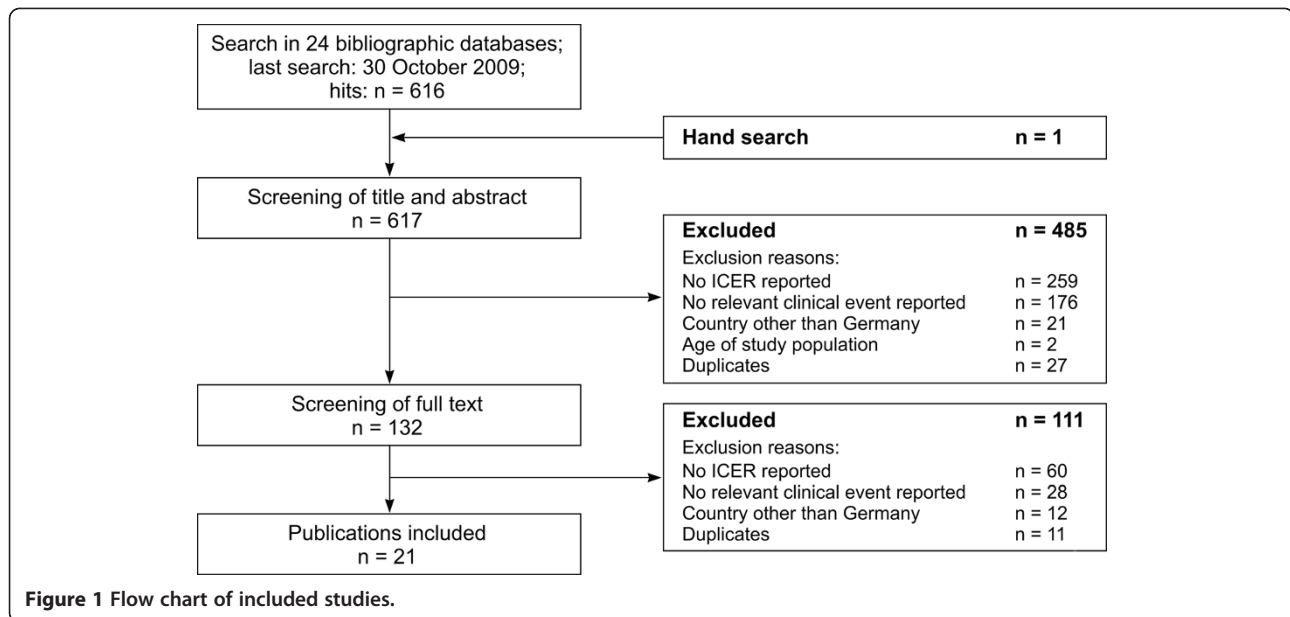 Search in 24 bibliographic databases;
last search: 30 October 2009;
hits: n = 616
Hand search n = 1
Screening of title and abstract
n = 617
Excluded n = 485
Exclusion reasons:
No ICER reported n = 259
No relevant clinical event reported n = 176
Country other than Germany n = 21
Age of study population n = 2
Duplicates n = 27
Screening of full text
n = 132
Excluded n = 111
Exclusion reasons:
No ICER reported n = 60
No relevant clinical event reported n = 28
Country other than Germany n = 12
Duplicates n = 11
Publications included
n = 21
Figure 1 Flow chart of included studies.